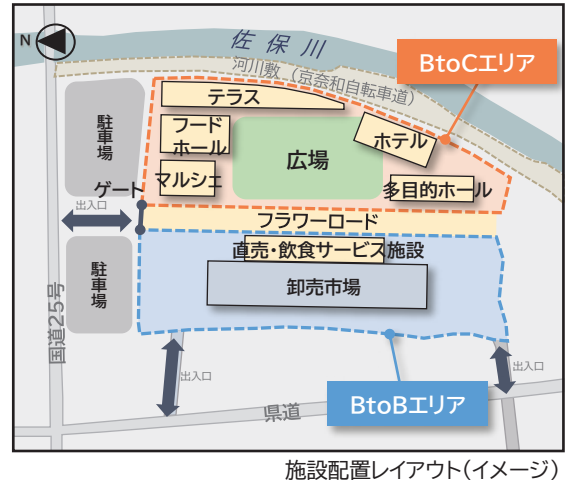 N
佐保川
河川敷（京奈和自転車道）
BtoCエリア
テラス
駐車場
フード
ホール
広場
ホテル
マルシェ
ゲート
多目的ホール
出入口
フラワーロード
直売・飲食サービス施設
駐車場
卸売市場
国道25号
出入口
出入口
BtoBエリア
県道
施設配置レイアウト(イメージ)